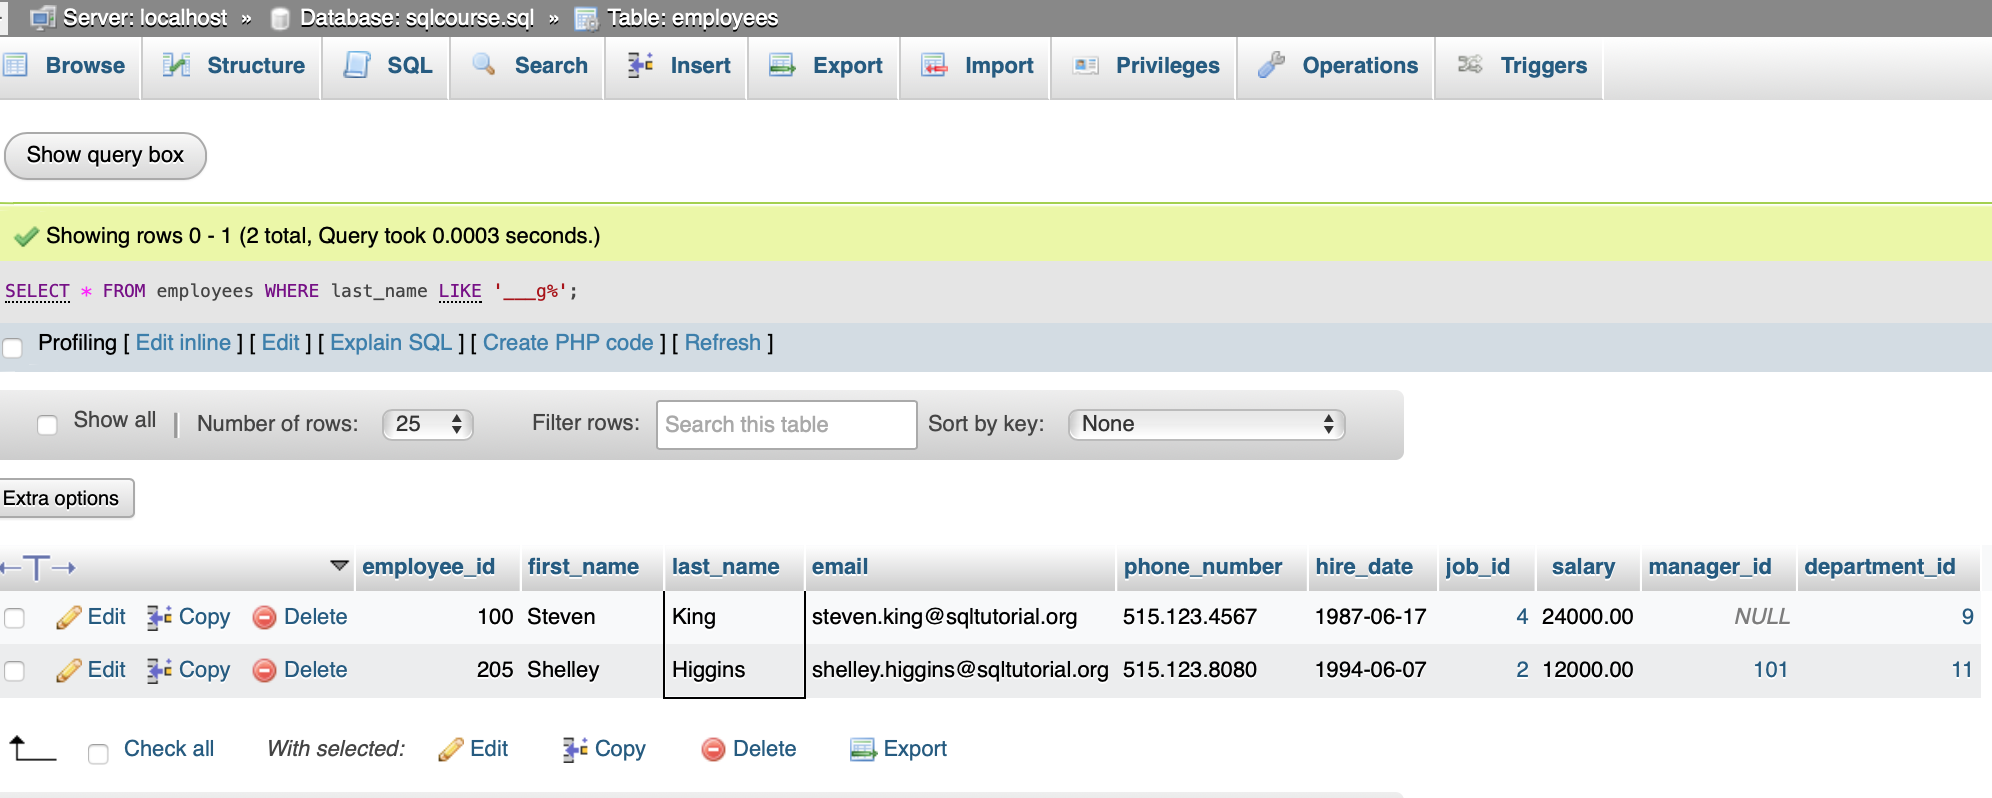 Server: localhost » Database: sqlcourse.sql » Table: employees
Browse Structure SQL Search Insert Export Import Privileges Operations Triggers
Show query box
Showing rows 0 - 1 (2 total, Query took 0.0003 seconds.)
SELECT * FROM employees WHERE last_name LIKE '___g%';
Profiling [ Edit inline ] [ Edit ] [ Explain SQL ] [ Create PHP code ] [ Refresh ]
Show all | Number of rows: 25 Filter rows: Search this table Sort by key: None
Extra options
←T→ employee_id first_name last_name email phone_number hire_date job_id salary manager_id department_id
Edit Copy Delete 100 Steven King steven.king@sqltutorial.org 515.123.4567 1987-06-17 4 24000.00 NULL 9
Edit Copy Delete 205 Shelley Higgins shelley.higgins@sqltutorial.org 515.123.8080 1994-06-07 2 12000.00 101 11
Check all With selected: Edit Copy Delete Export